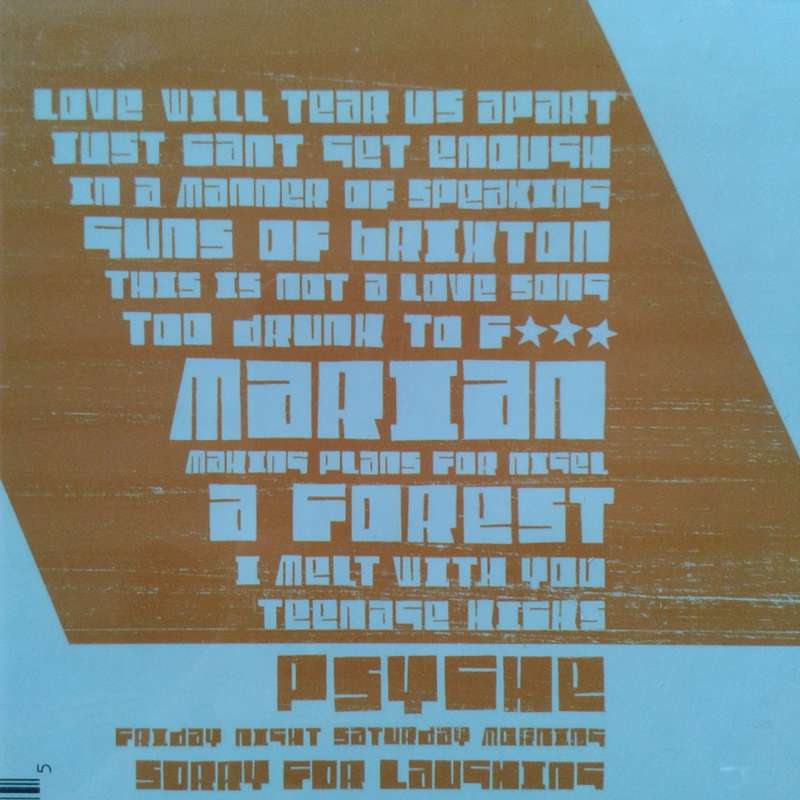 LOVE WILL TEAR US APART
JUST CANT GET ENOUGH
IN A MANNER OF SPEAKING
GUNS OF BRIXTON
THIS IS NOT A LOVE SONG
TOO DRUNK TO F★★★
MARIAN
MAKING PLANS FOR NIGEL
A FOREST
I MELT WITH YOU
TEENAGE KICKS
PSYCHE
FRIDAY NIGHT SATURDAY MORNING
SORRY FOR LAUGHING
5